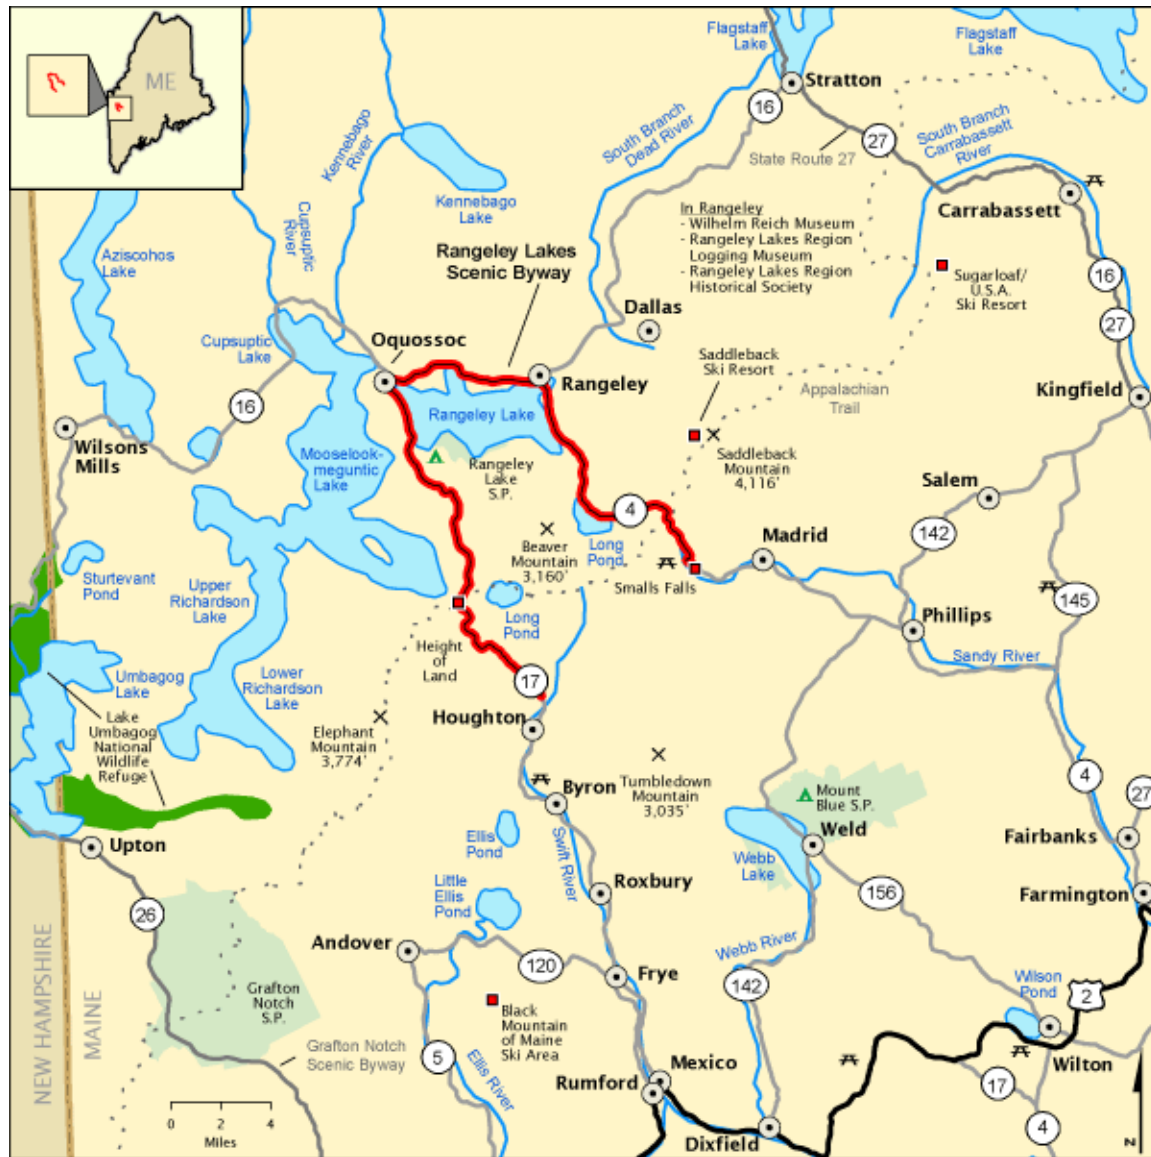 ME
Flagstaff
Lake
Flagstaff
Lake
Stratton
16
27
State Route 27
South Branch
Dead River
South Branch
Carrabassett
River
Carrabassett
Kennebago
River
Kennebago
Lake
Cupsuptic
River
Aziscohos
Lake
Rangeley Lakes
Scenic Byway
In Rangeley
- Wilhelm Reich Museum
- Rangeley Lakes Region
Logging Museum
- Rangeley Lakes Region
Historical Society
Sugarloaf/
U.S.A.
Ski Resort
16
27
Dallas
Cupsuptic
Lake
Oquossoc
Rangeley
Saddleback
Ski Resort
Appalachian
Trail
Kingfield
16
Rangeley Lake
Wilsons
Mills
Mooselook-
meguntic
Lake
Rangeley
Lake
S.P.
Saddleback
Mountain
4,116'
Salem
4
142
Beaver
Mountain
3,160'
Long
Pond
Madrid
Sturtevant
Pond
Upper
Richardson
Lake
Smalls Falls
145
Long
Pond
Phillips
Height
of
Land
Sandy River
Umbagog
Lake
Lower
Richardson
Lake
17
Lake
Umbagog
National
Wildlife
Refuge
Elephant
Mountain
3,774'
Houghton
Tumbledown
Mountain
3,035'
Byron
Mount
Blue S.P.
4
27
Upton
Ellis
Pond
Swift River
Webb
Lake
Weld
Fairbanks
Little
Ellis
Pond
Roxbury
156
Farmington
26
Andover
120
Frye
Webb River
142
Wilson
Pond
2
NEW HAMPSHIRE
MAINE
Grafton
Notch
S.P.
Black
Mountain
of Maine
Ski Area
Grafton Notch
Scenic Byway
5
Ellis River
Mexico
Rumford
Wilton
17
4
0
4
Miles
Dixfield
N